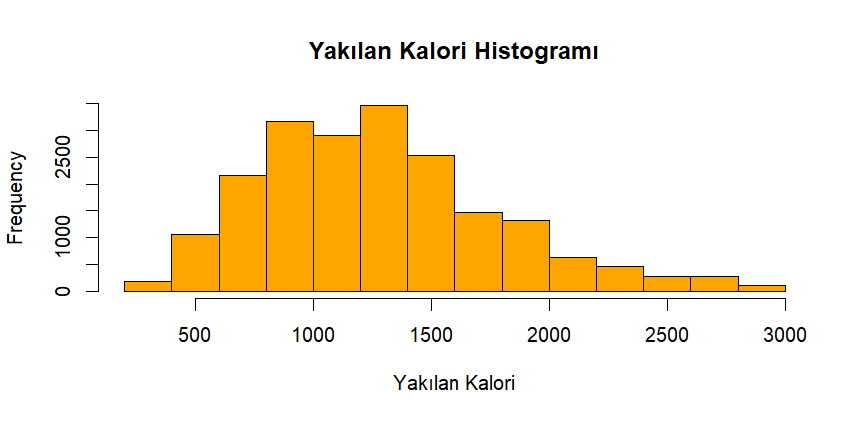 Yakılan Kalori Histogramı
Frequency
2500
1000
0
500 1000 1500 2000 2500 3000
Yakılan Kalori